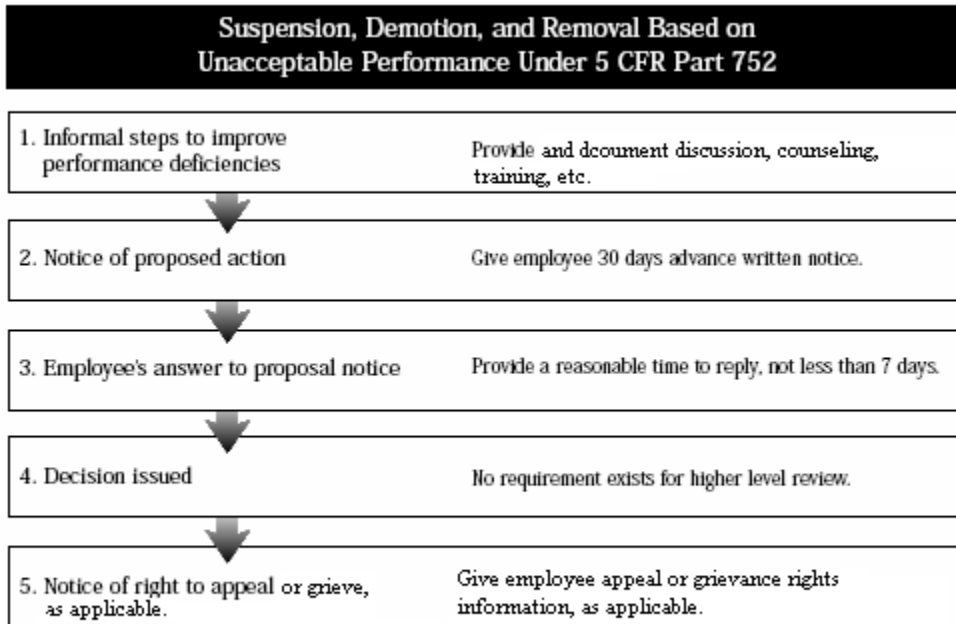 Suspension, Demotion, and Removal Based on
Unacceptable Performance Under 5 CFR Part 752
1. Informal steps to improve
performance deficiencies
Provide and dcoument discussion, counseling,
training, etc.
2. Notice of proposed action
Give employee 30 days advance written notice.
3. Employee's answer to proposal notice
Provide a reasonable time to reply, not less than 7 days.
4. Decision issued
No requirement exists for higher level review.
5. Notice of right to appeal or grieve,
as applicable.
Give employee appeal or grievance rights
information, as applicable.